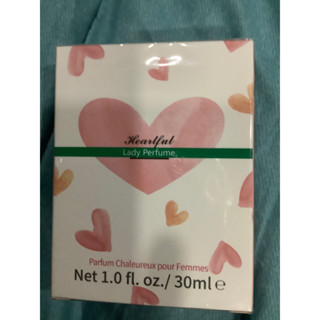 Heartful
Lady Perfume.
Parfum Chaleureux pour Femmes
Net 1.0 fl. oz./ 30ml ℮